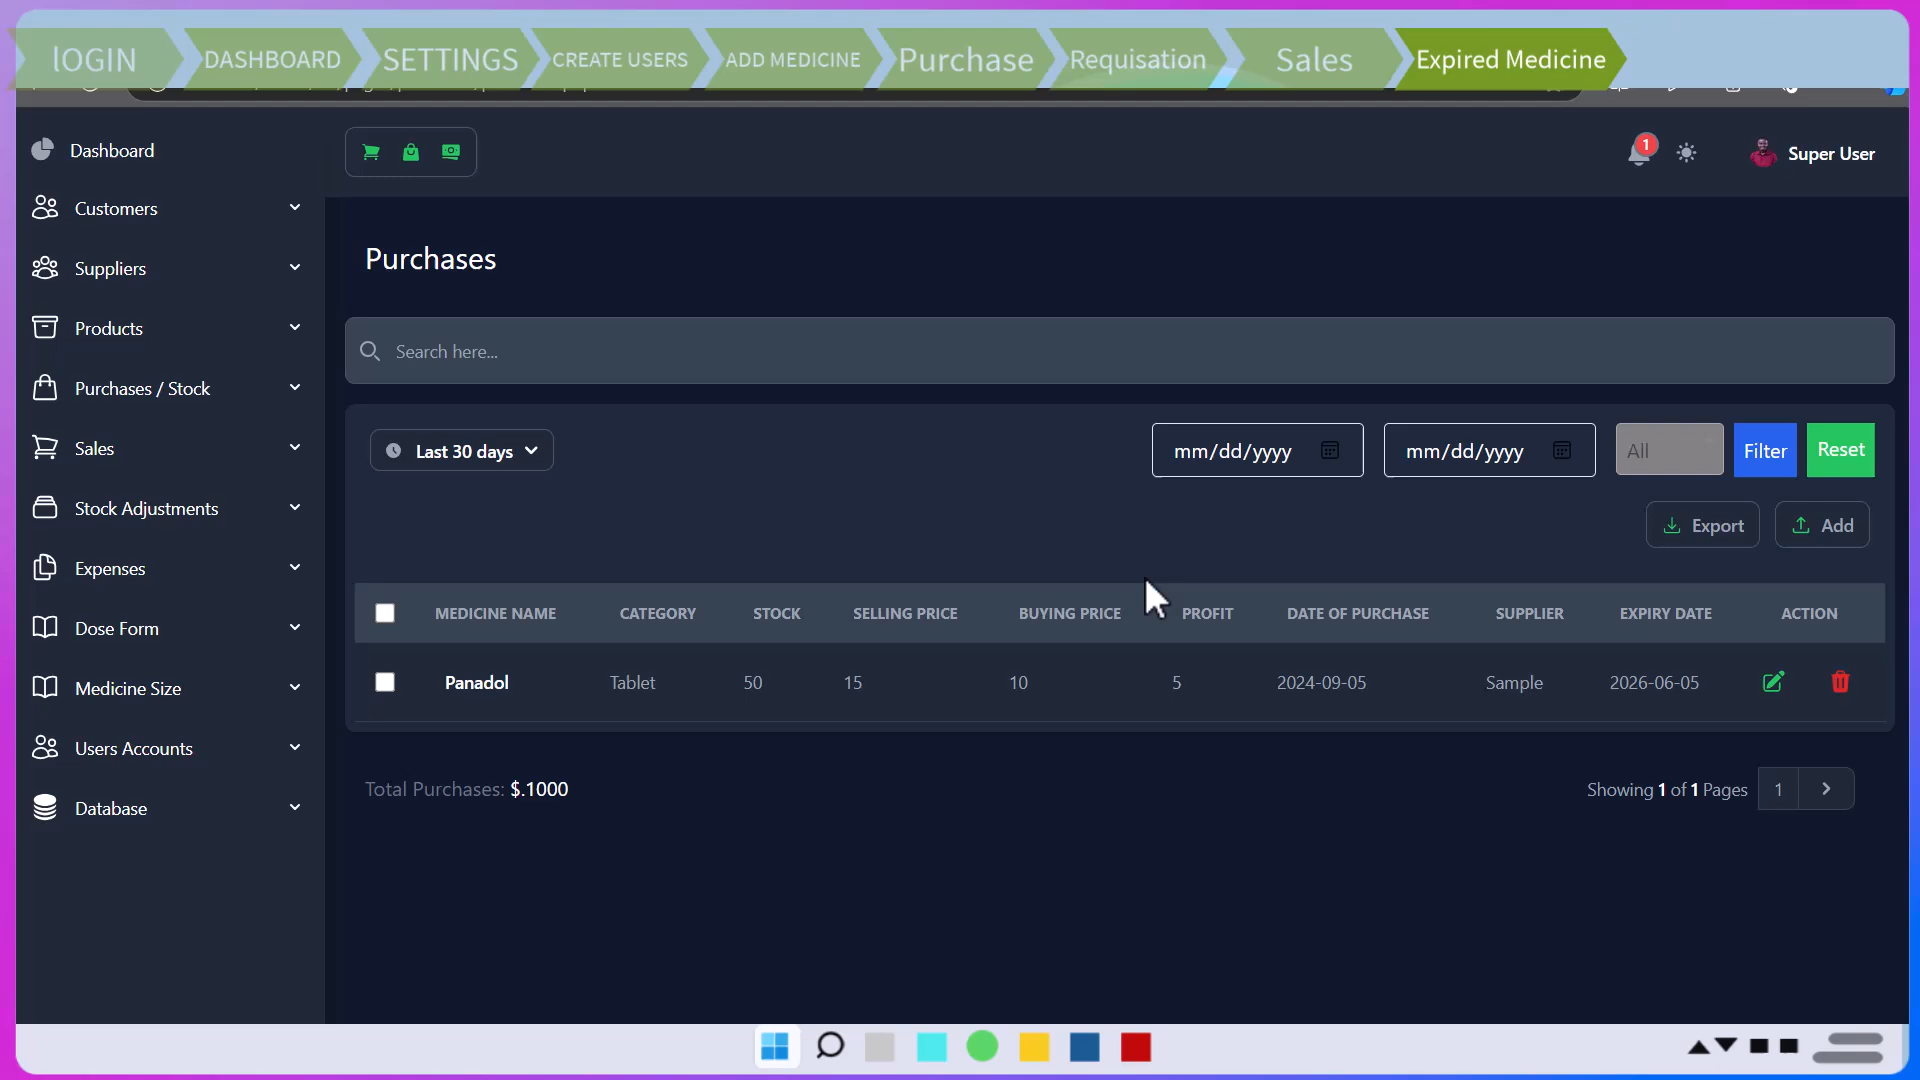 lOGIN DASHBOARD SETTINGS CREATE USERS ADD MEDICINE Purchase Requisation Sales Expired Medicine
Dashboard
Customers
Suppliers
Products
Purchases / Stock
Sales
Stock Adjustments
Expenses
Dose Form
Medicine Size
Users Accounts
Database
1
Super User
Purchases
Search here...
Last 30 days mm/dd/yyyy mm/dd/yyyy All Filter Reset
Export Add
MEDICINE NAME CATEGORY STOCK SELLING PRICE BUYING PRICE PROFIT DATE OF PURCHASE SUPPLIER EXPIRY DATE ACTION
Panadol Tablet 50 15 10 5 2024-09-05 Sample 2026-06-05
Total Purchases: $.1000 Showing 1 of 1 Pages 1